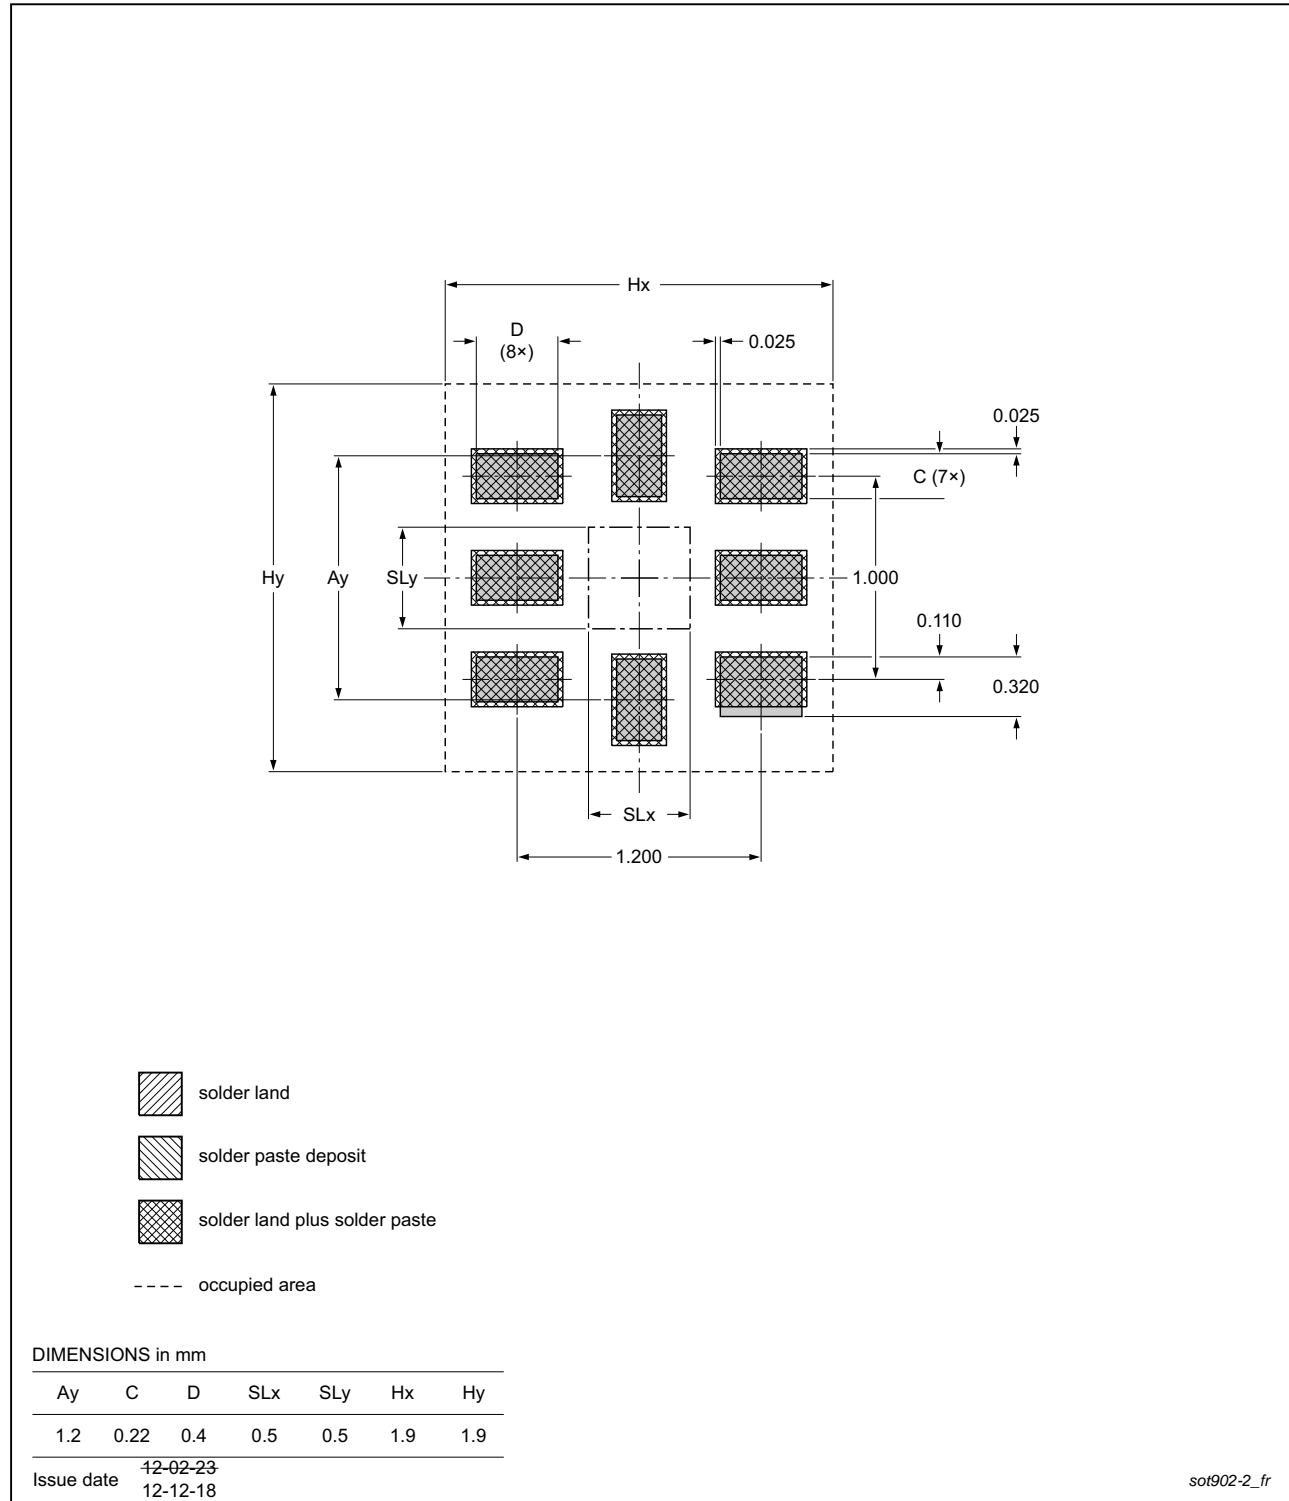 Hx
D
(8×)
0.025
0.025
C (7×)
Hy
Ay
SLy
1.000
0.110
0.320
SLx
1.200
solder land
solder paste deposit
solder land plus solder paste
occupied area
DIMENSIONS in mm
Ay C D SLx SLy Hx Hy
1.2 0.22 0.4 0.5 0.5 1.9 1.9
Issue date 12-02-23
12-12-18
sot902-2_fr